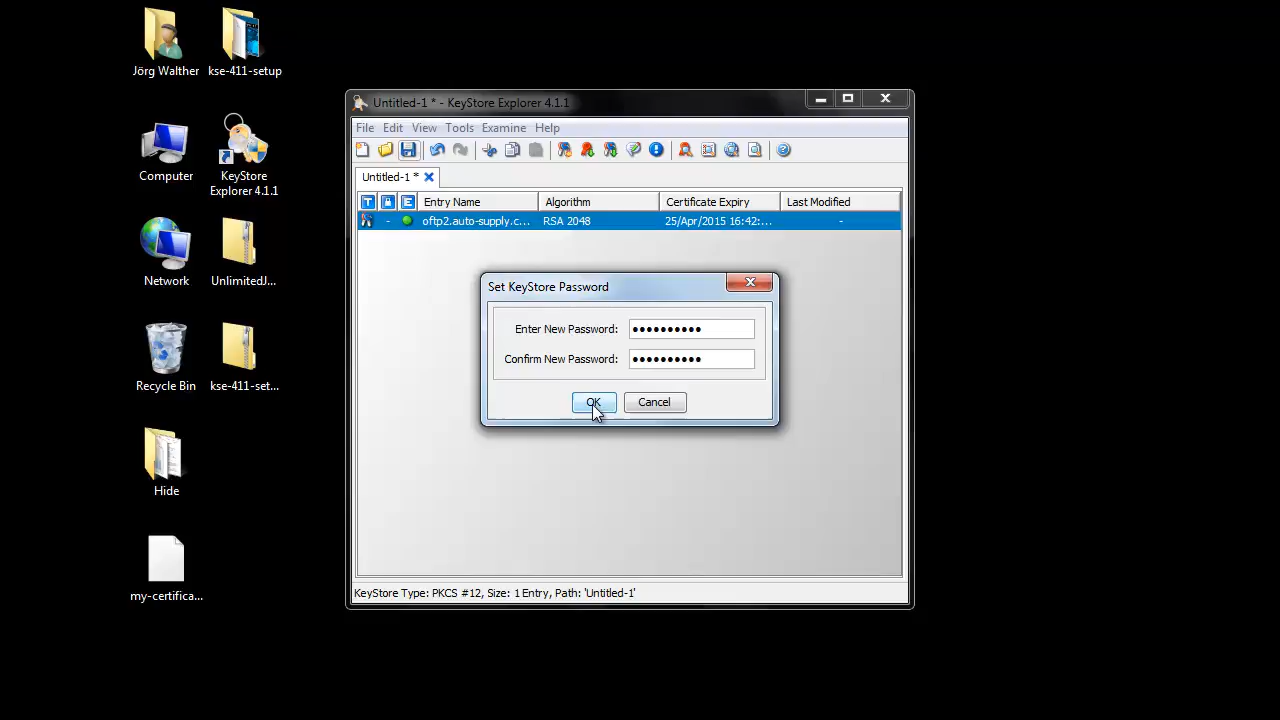 Jörg Walther
kse-411-setup
Computer
KeyStore
Explorer 4.1.1
Network
UnlimitedJ...
Recycle Bin
kse-411-set...
Hide
my-certifica...
Untitled-1 * - KeyStore Explorer 4.1.1
File Edit View Tools Examine Help
Untitled-1 *
T E Entry Name Algorithm Certificate Expiry Last Modified
- oftp2.auto-supply.c... RSA 2048 25/Apr/2015 16:42:... -
Set KeyStore Password
Enter New Password: ••••••••••
Confirm New Password: ••••••••••
OK Cancel
KeyStore Type: PKCS #12, Size: 1 Entry, Path: 'Untitled-1'